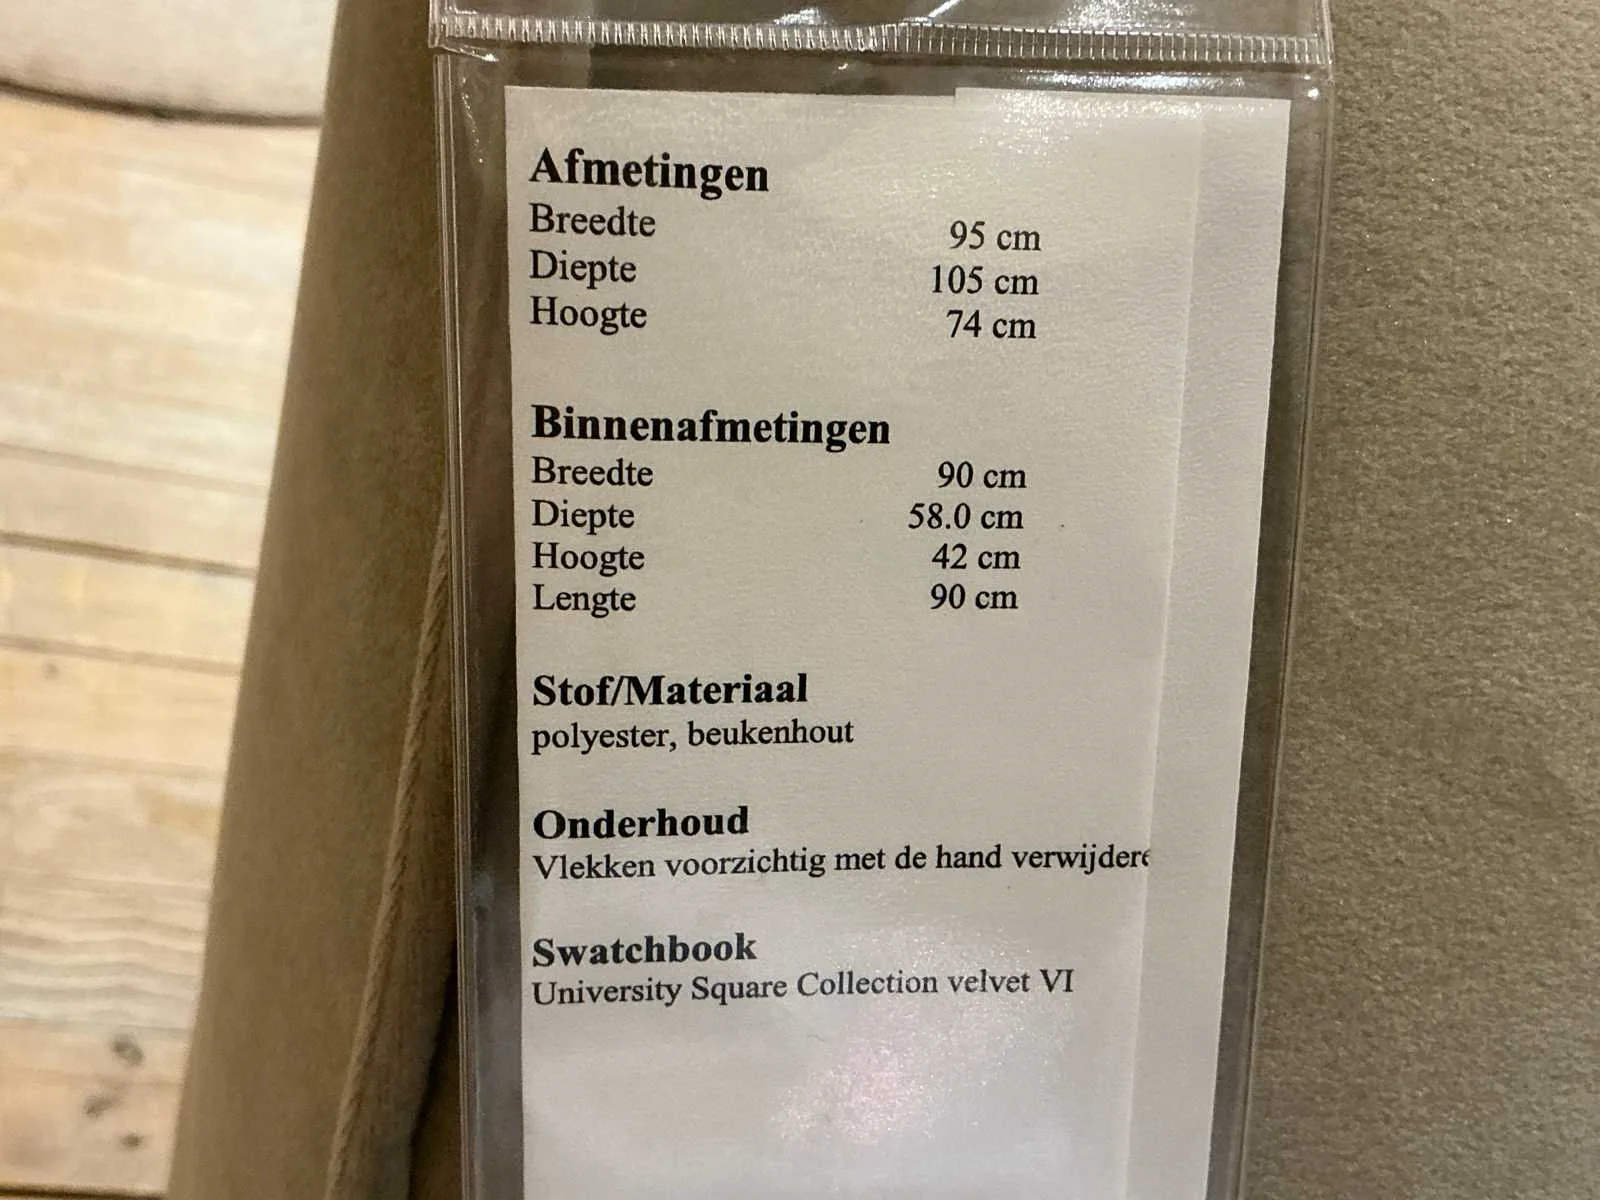 Afmetingen
Breedte 95 cm
Diepte 105 cm
Hoogte 74 cm
Binnenafmetingen
Breedte 90 cm
Diepte 58.0 cm
Hoogte 42 cm
Lengte 90 cm
Stof/Materiaal
polyester, beukenhout
Onderhoud
Vlekken voorzichtig met de hand verwijdere
Swatchbook
University Square Collection velvet VI